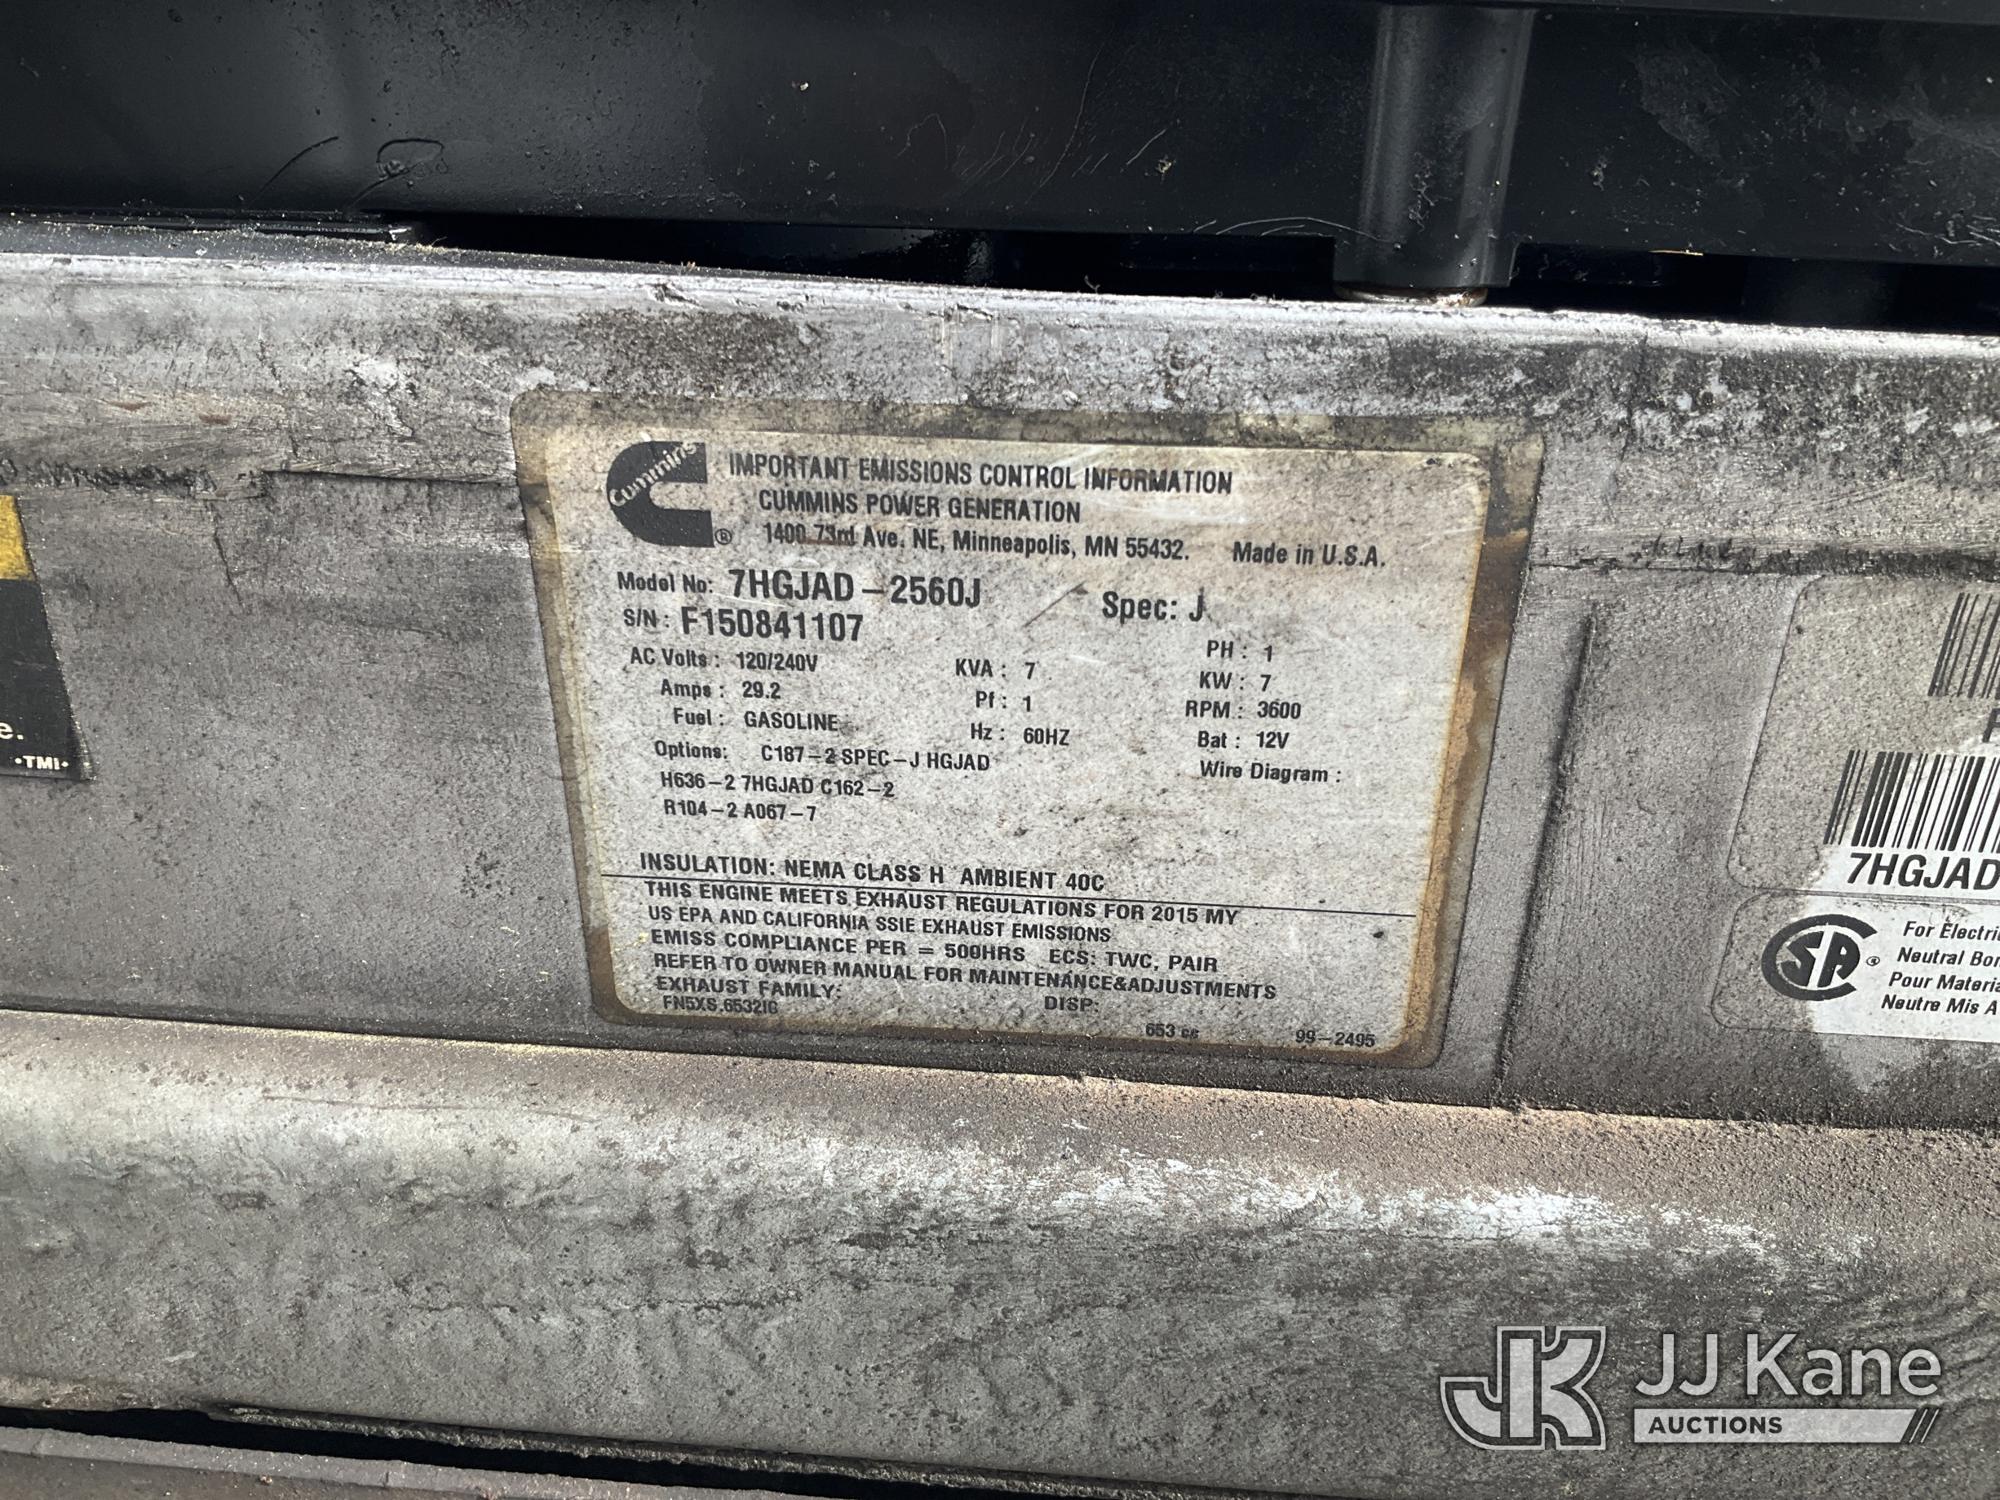 Cummins
®
IMPORTANT EMISSIONS CONTROL INFORMATION
CUMMINS POWER GENERATION
1400 73rd Ave. NE, Minneapolis, MN 55432. Made in U.S.A.
Model No: 7HGJAD-2560J Spec: J
S/N: F150841107
AC Volts: 120/240V KVA: 7 PH: 1
Amps: 29.2 Pf: 1 KW: 7
Fuel: GASOLINE Hz: 60HZ RPM: 3600
Bat: 12V
Options: C187-2 SPEC-J HGJAD Wire Diagram:
H636-2 7HGJAD C162-2
R104-2 A067-7
INSULATION: NEMA CLASS H AMBIENT 40C
THIS ENGINE MEETS EXHAUST REGULATIONS FOR 2015 MY
US EPA AND CALIFORNIA SSIE EXHAUST EMISSIONS
EMISS COMPLIANCE PER = 500HRS ECS: TWC, PAIR
REFER TO OWNER MANUAL FOR MAINTENANCE&ADJUSTMENTS
EXHAUST FAMILY: DISP:
FN5XS.6532IG 653 cc 99-2495
e.
•TMI•
7HGJAD
SA ®
For Electri
Neutral Bon
Pour Materia
Neutre Mis A
JK JJ Kane
AUCTIONS